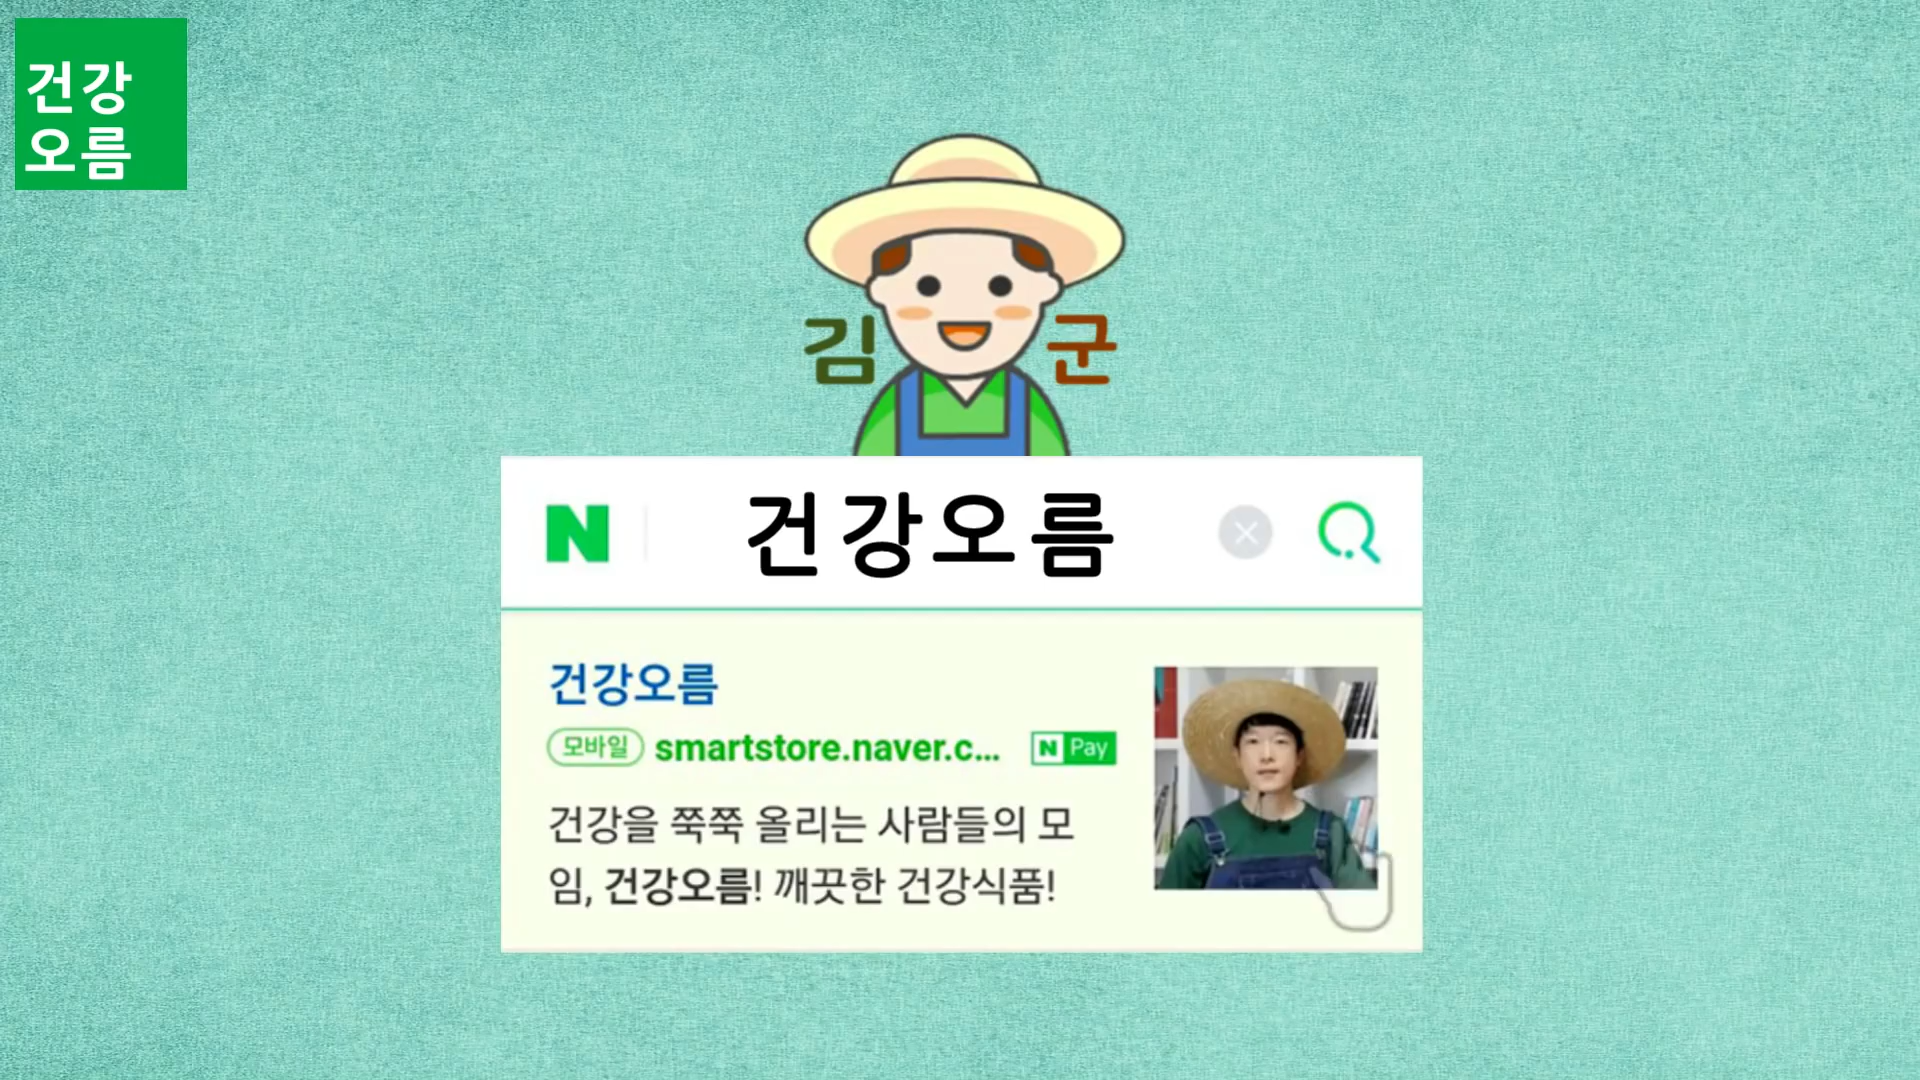 건강
오름
김 군
N 건강오름
건강오름
모바일 smartstore.naver.c... N Pay
건강을 쭉쭉 올리는 사람들의 모
임, 건강오름! 깨끗한 건강식품!